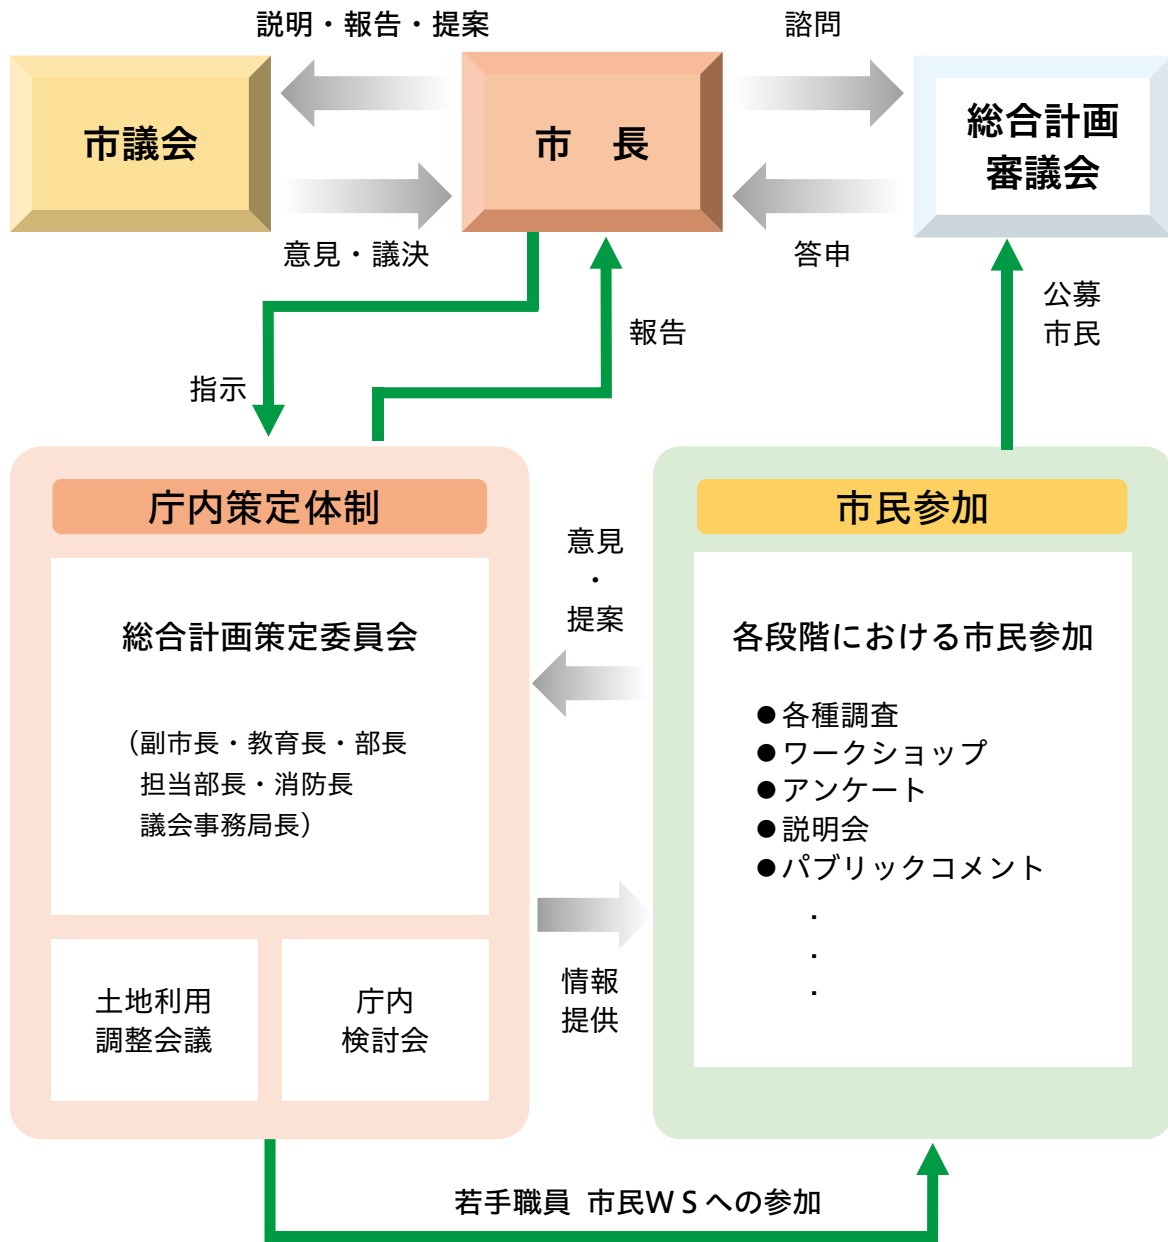 説明・報告・提案
諮問
市議会
市　長
総合計画
審議会
意見・議決
答申
公募
市民
報告
指示
庁内策定体制
総合計画策定委員会
（副市長・教育長・部長
担当部長・消防長
議会事務局長）
土地利用
調整会議
庁内
検討会
意見
・
提案
情報
提供
市民参加
各段階における市民参加
●各種調査
●ワークショップ
●アンケート
●説明会
●パブリックコメント
・
・
・
若手職員 市民ＷＳへの参加